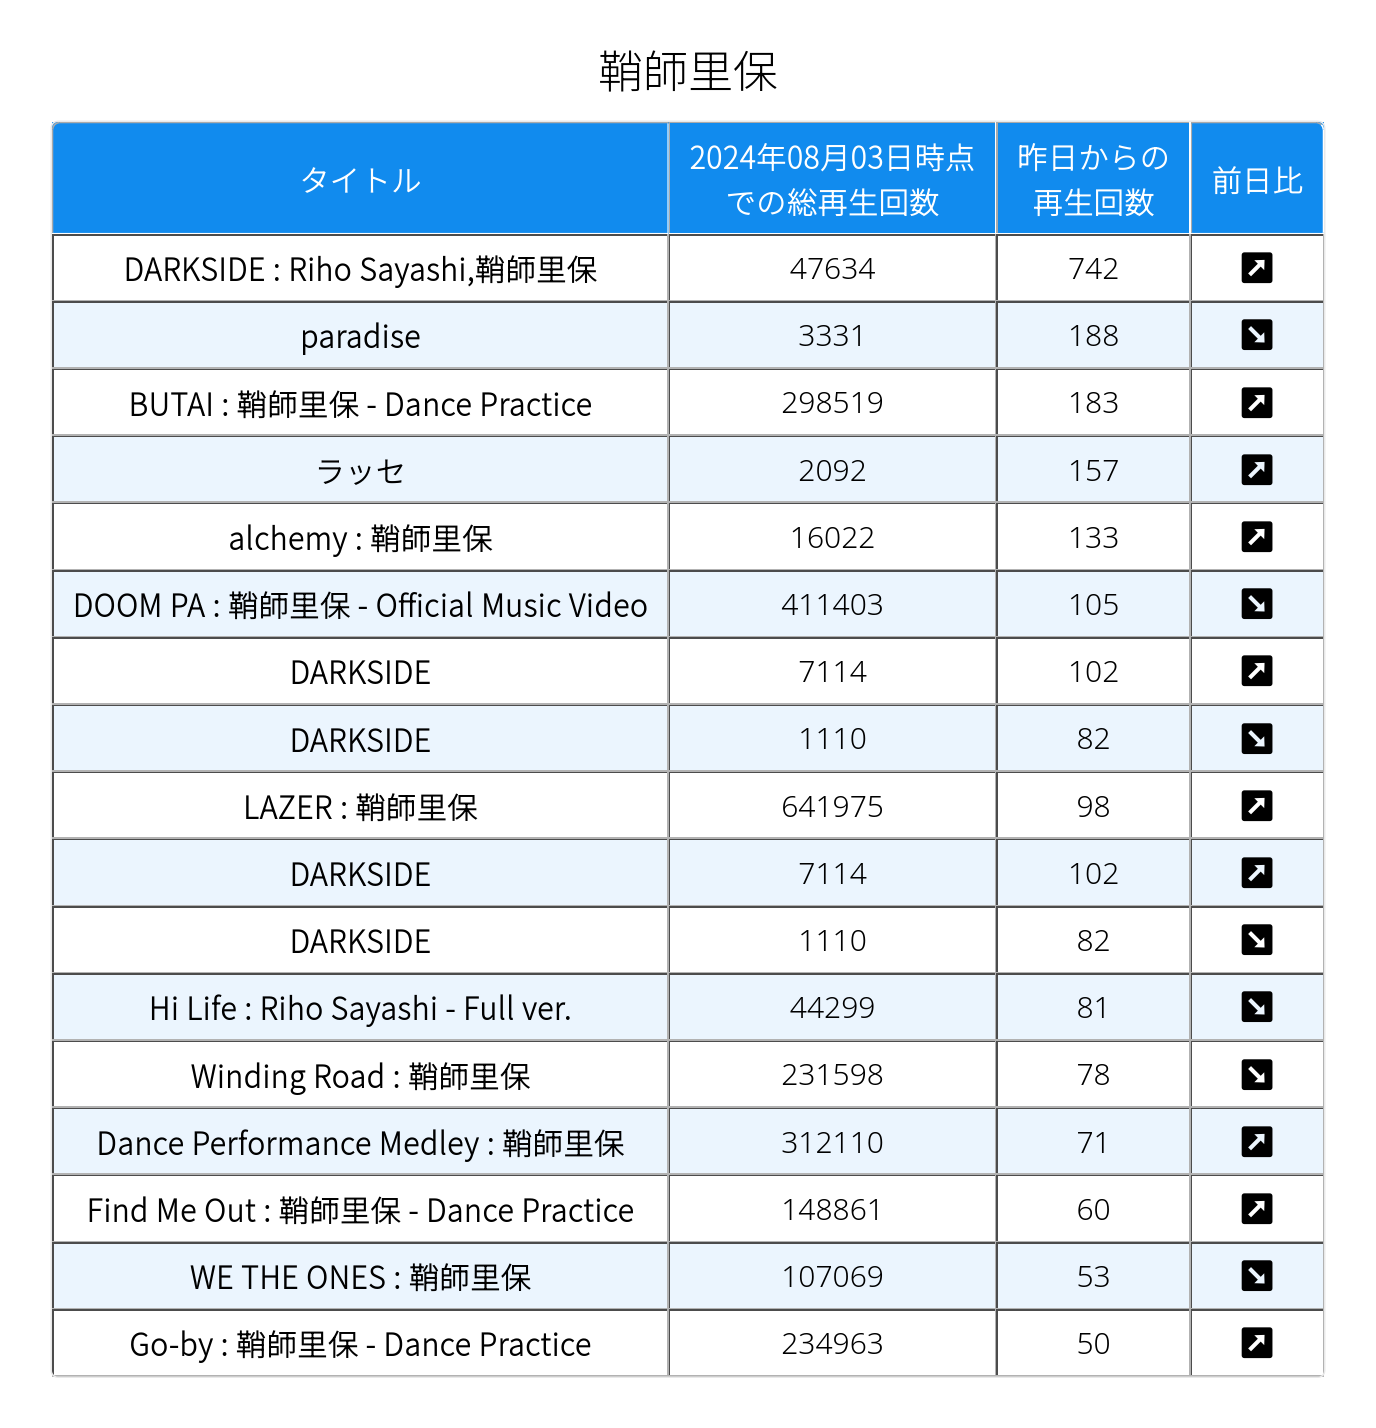 鞘師里保
タイトル 2024年08月03日時点での総再生回数 昨日からの再生回数 前日比
DARKSIDE : Riho Sayashi,鞘師里保 47634 742 ↗
paradise 3331 188 ↘
BUTAI : 鞘師里保 - Dance Practice 298519 183 ↗
ラッセ 2092 157 ↗
alchemy : 鞘師里保 16022 133 ↗
DOOM PA : 鞘師里保 - Official Music Video 411403 105 ↘
DARKSIDE 7114 102 ↗
DARKSIDE 1110 82 ↘
LAZER : 鞘師里保 641975 98 ↗
DARKSIDE 7114 102 ↗
DARKSIDE 1110 82 ↘
Hi Life : Riho Sayashi - Full ver. 44299 81 ↘
Winding Road : 鞘師里保 231598 78 ↘
Dance Performance Medley : 鞘師里保 312110 71 ↗
Find Me Out : 鞘師里保 - Dance Practice 148861 60 ↗
WE THE ONES : 鞘師里保 107069 53 ↘
Go-by : 鞘師里保 - Dance Practice 234963 50 ↗